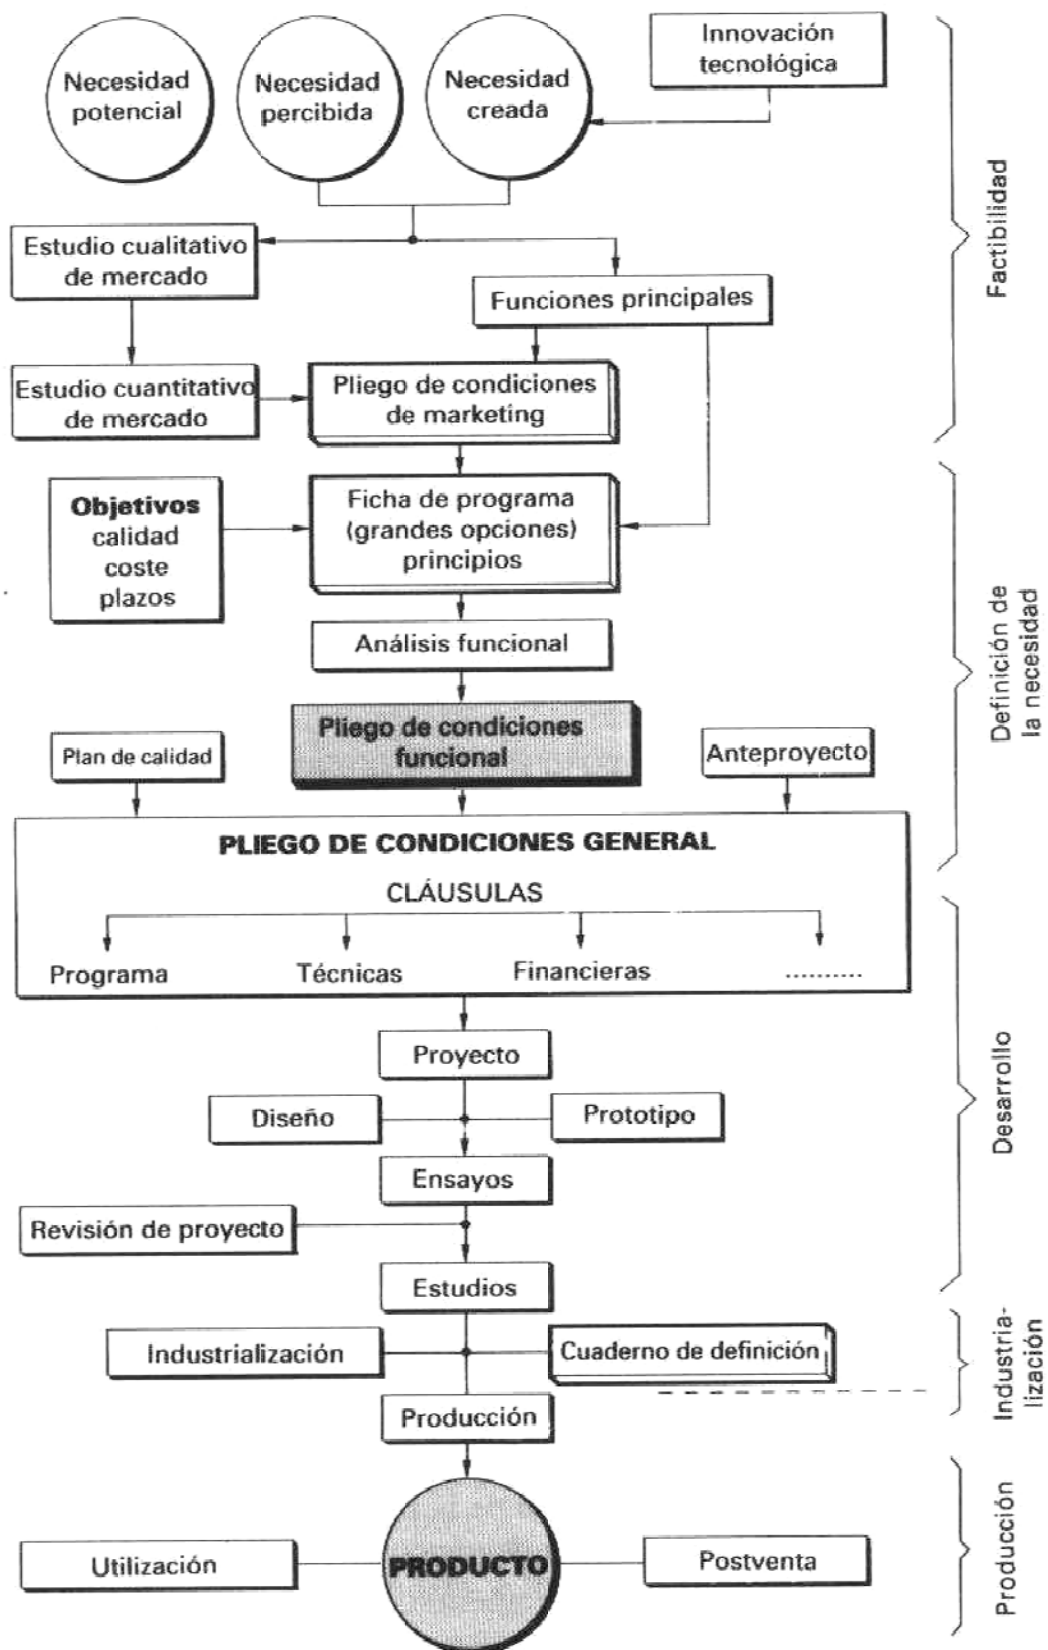 Necesidad
potencial
Necesidad
percibida
Necesidad
creada
Innovación
tecnológica
Factibilidad
Estudio cualitativo
de mercado
Funciones principales
Estudio cuantitativo
de mercado
Pliego de condiciones
de marketing
Objetivos
calidad
coste
plazos
Ficha de programa
(grandes opciones)
principios
Definición de
la necesidad
Análisis funcional
Pliego de condiciones
funcional
Plan de calidad
Anteproyecto
PLIEGO DE CONDICIONES GENERAL
CLÁUSULAS
Programa
Técnicas
Financieras
...........
Desarrollo
Proyecto
Diseño
Prototipo
Ensayos
Revisión de proyecto
Estudios
Industrialización
Cuaderno de definición
Industria-
lización
Producción
PRODUCTO
Utilización
Postventa
Producción